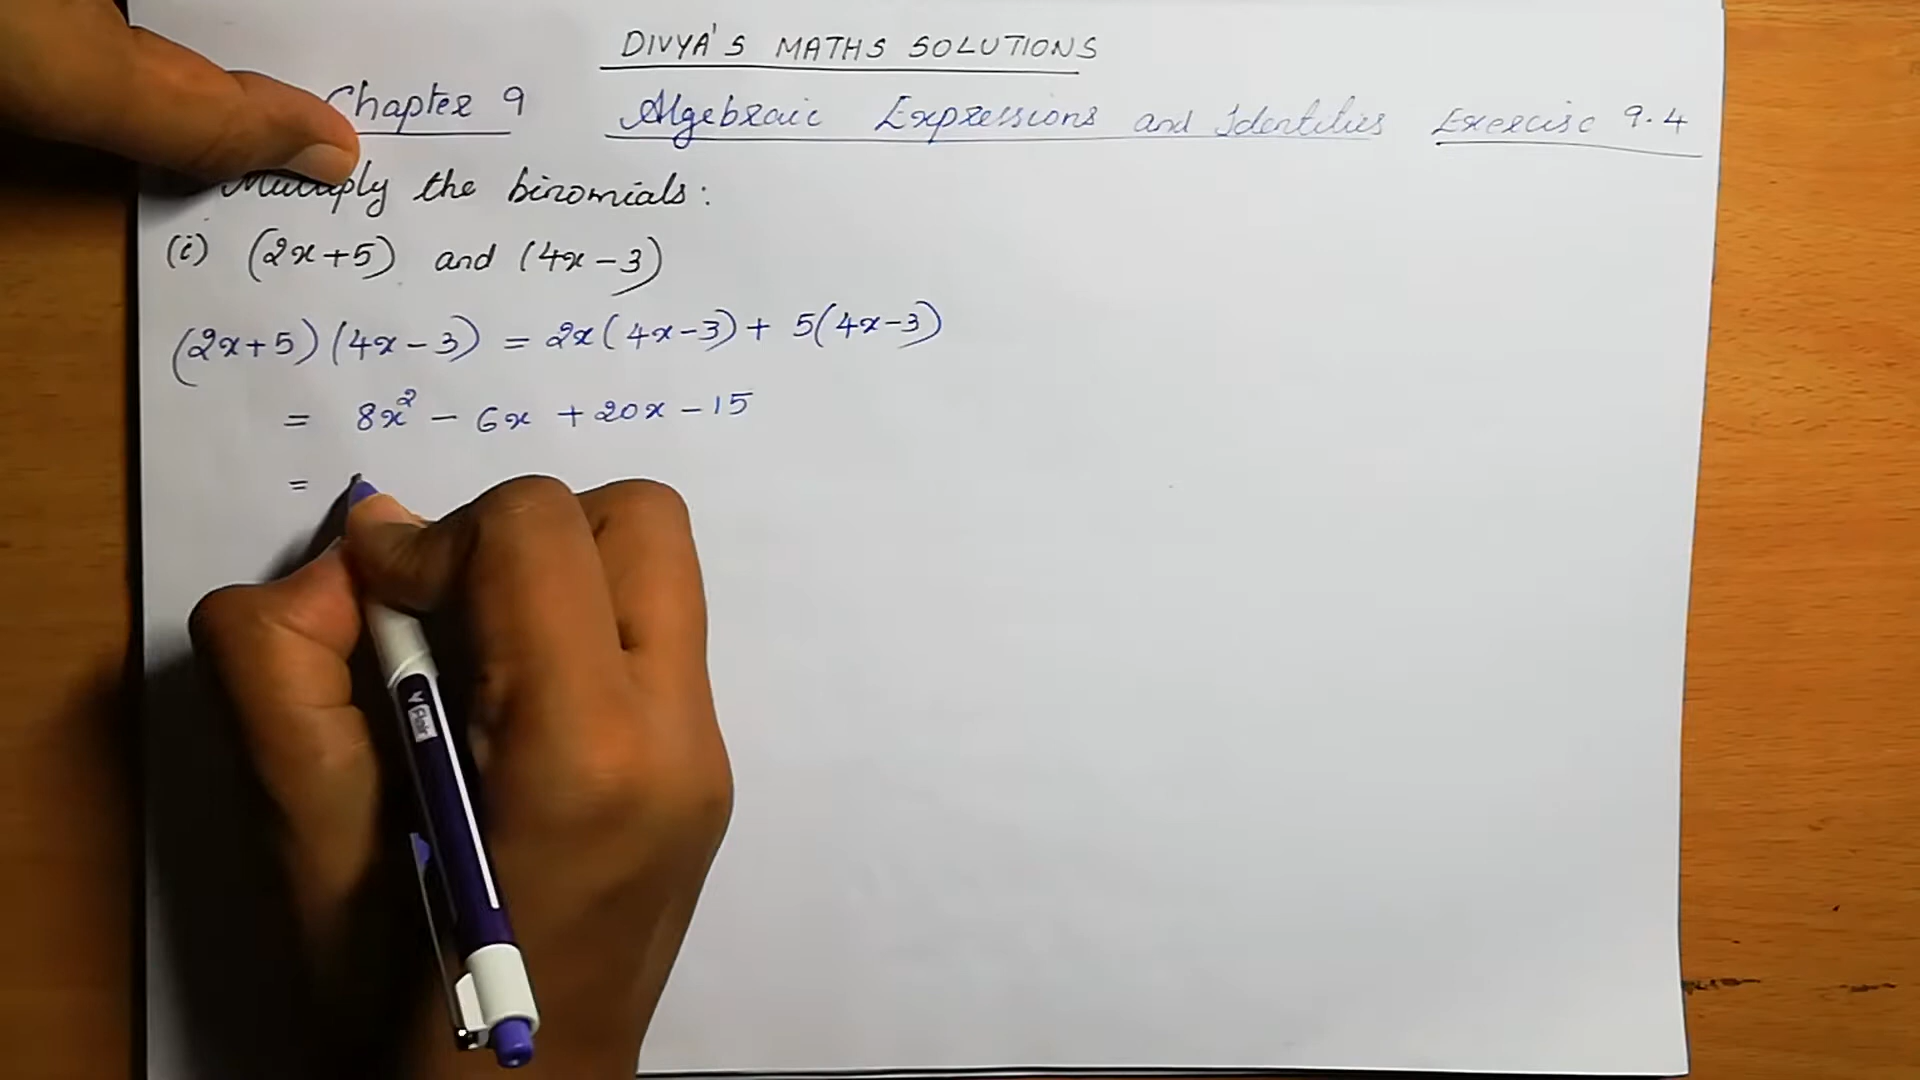 DIVYA'S MATHS SOLUTIONS
Chapter 9 Algebraic Expressions and Identities Exercise 9.4
Multiply the binomials:
(i) (2x+5) and (4x-3)
(2x+5)(4x-3) = 2x(4x-3)+ 5(4x-3)
= 8x² - 6x +20x -15
=
Flair